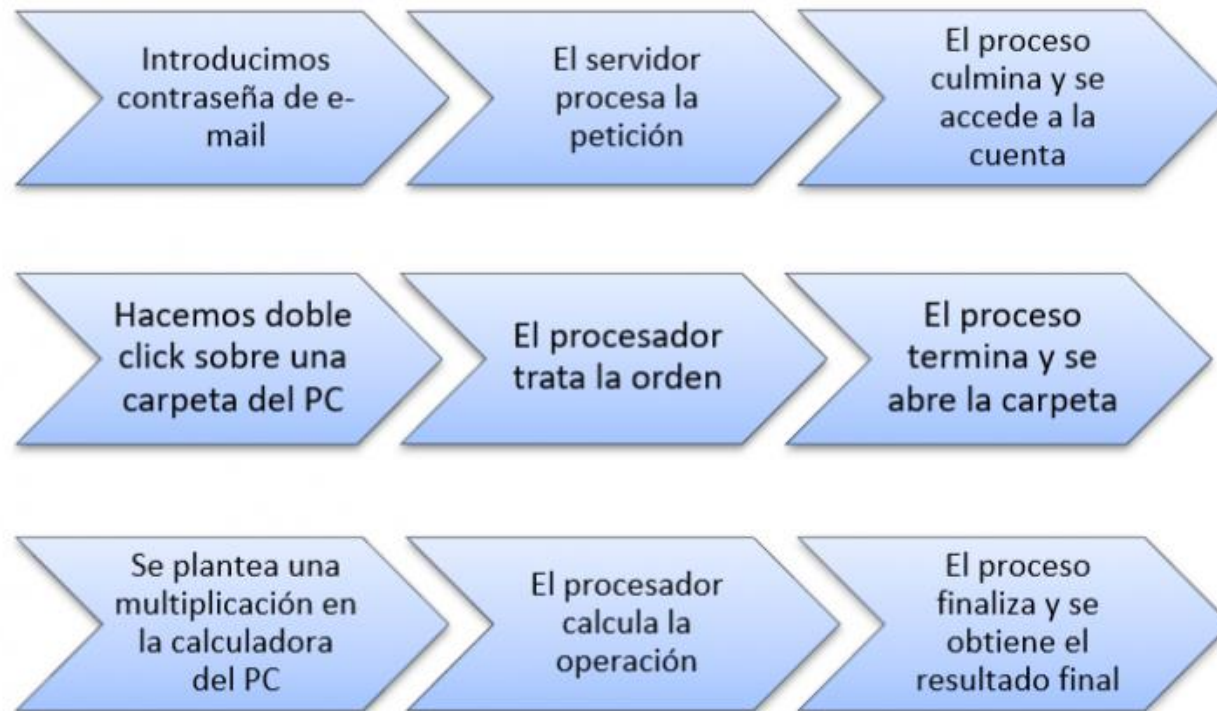 Introducimos
contraseña de e-
mail
El servidor
procesa la
petición
El proceso
culmina y se
accede a la
cuenta
Hacemos doble
click sobre una
carpeta del PC
El procesador
trata la orden
El proceso
termina y se
abre la carpeta
Se plantea una
multiplicación en
la calculadora
del PC
El procesador
calcula la
operación
El proceso
finaliza y se
obtiene el
resultado final